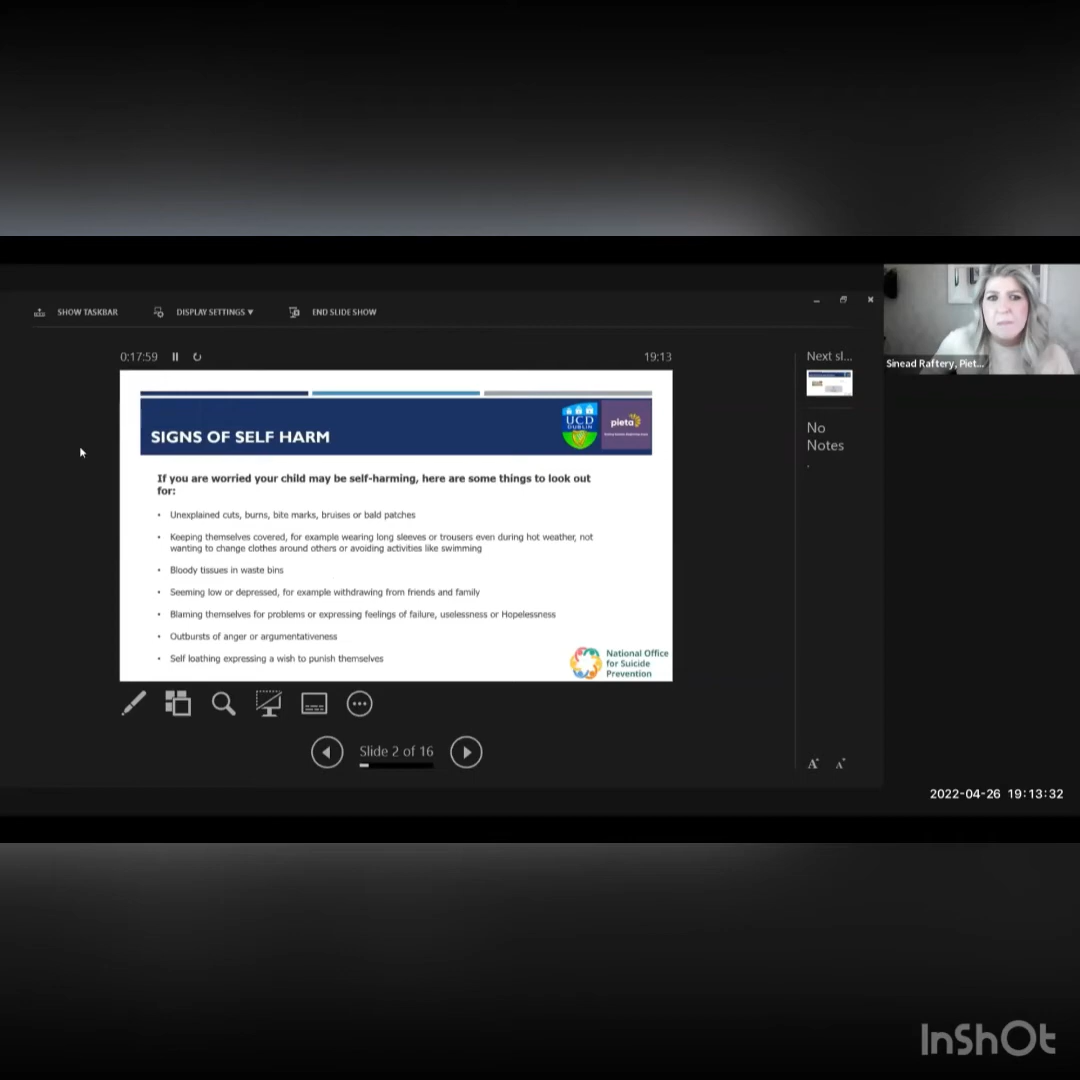 SHOW TASKBAR
DISPLAY SETTINGS
END SLIDE SHOW
Sinead Raftery, Piet...
0:17:59
19:13
Next sl...
No
Notes
.
UCD
DUBLIN
pieta
SIGNS OF SELF HARM
If you are worried your child may be self-harming, here are some things to look out
for:
• Unexplained cuts, burns, bite marks, bruises or bald patches
• Keeping themselves covered, for example wearing long sleeves or trousers even during hot weather, not
wanting to change clothes around others or avoiding activities like swimming
• Bloody tissues in waste bins
• Seeming low or depressed, for example withdrawing from friends and family
• Blaming themselves for problems or expressing feelings of failure, uselessness or Hopelessness
• Outbursts of anger or argumentativeness
• Self loathing expressing a wish to punish themselves
National Office
for Suicide
Prevention
Slide 2 of 16
A A
2022-04-26 19:13:32
InShOt